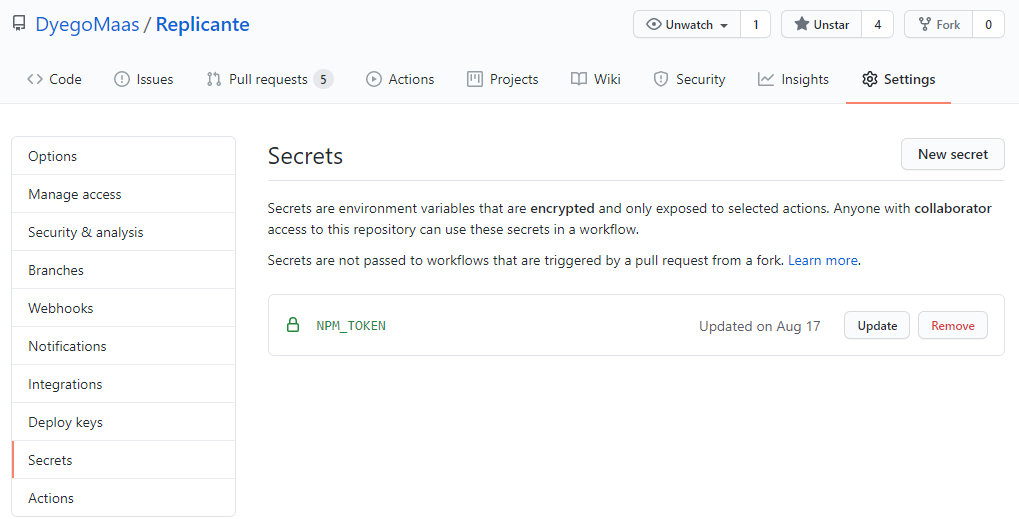 DyegoMaas / Replicante
Unwatch 1
Unstar 4
Fork 0
Code Issues Pull requests 5 Actions Projects Wiki Security Insights Settings
Options
Manage access
Security & analysis
Branches
Webhooks
Notifications
Integrations
Deploy keys
Secrets
Actions
Secrets
New secret
Secrets are environment variables that are encrypted and only exposed to selected actions. Anyone with collaborator
access to this repository can use these secrets in a workflow.
Secrets are not passed to workflows that are triggered by a pull request from a fork. Learn more.
NPM_TOKEN Updated on Aug 17 Update Remove